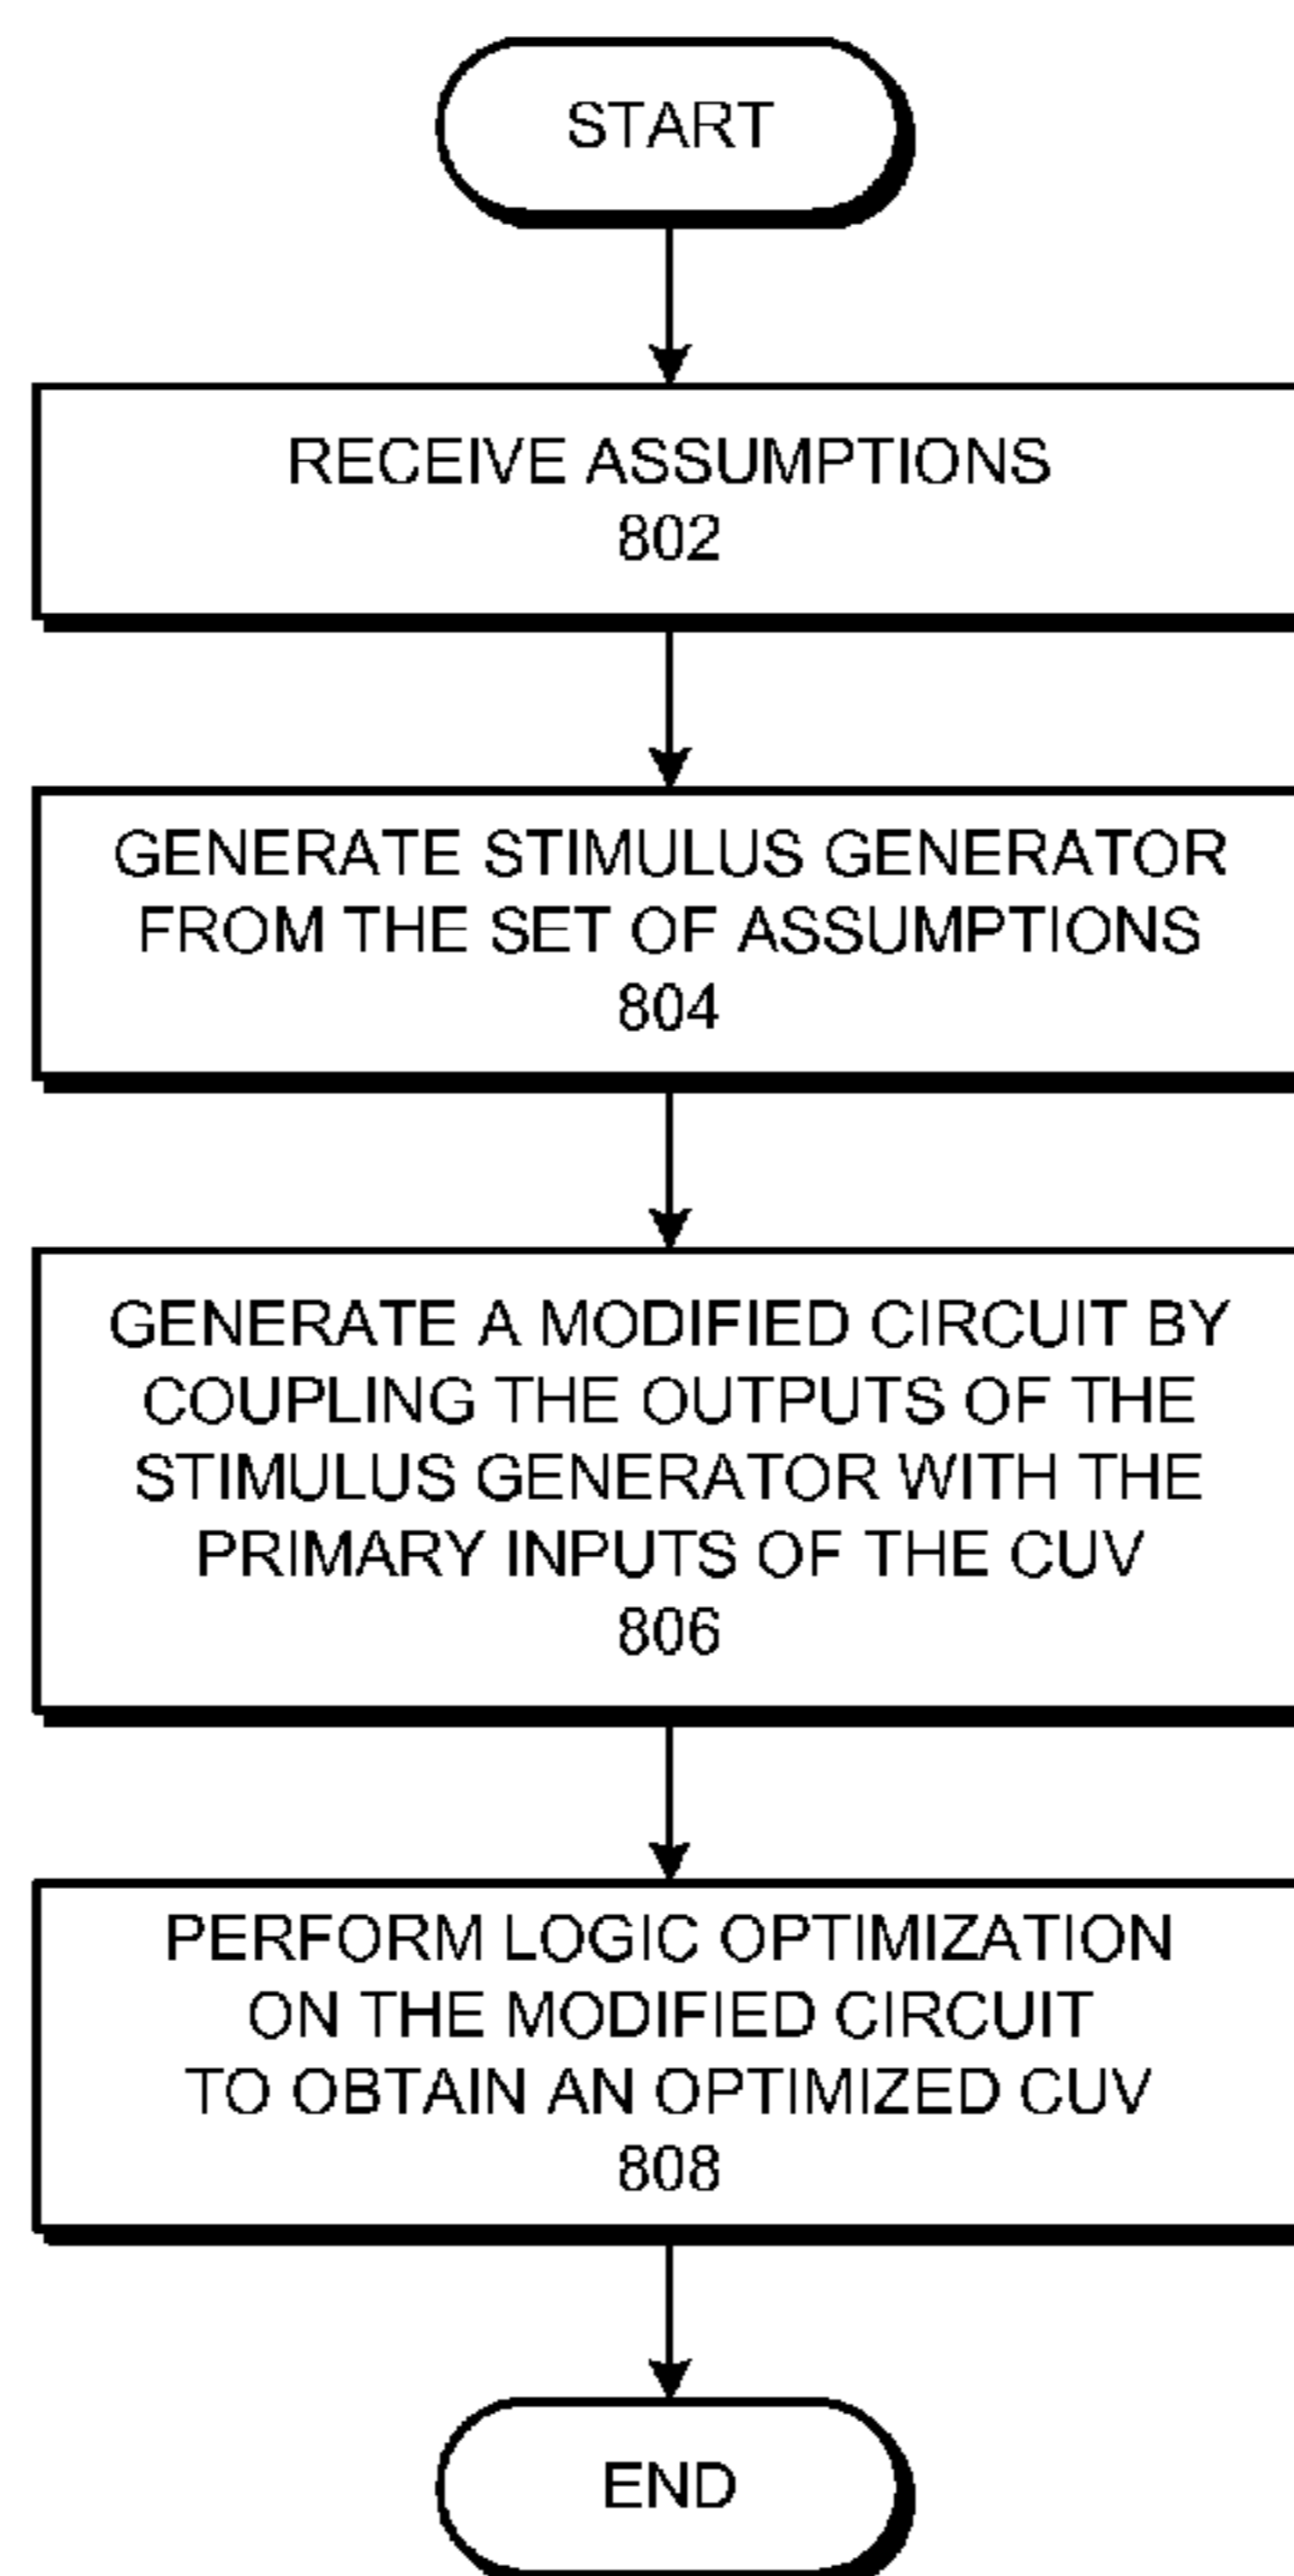 START
RECEIVE ASSUMPTIONS
802
GENERATE STIMULUS GENERATOR
FROM THE SET OF ASSUMPTIONS
804
GENERATE A MODIFIED CIRCUIT BY
COUPLING THE OUTPUTS OF THE
STIMULUS GENERATOR WITH THE
PRIMARY INPUTS OF THE CUV
806
PERFORM LOGIC OPTIMIZATION
ON THE MODIFIED CIRCUIT
TO OBTAIN AN OPTIMIZED CUV
808
END